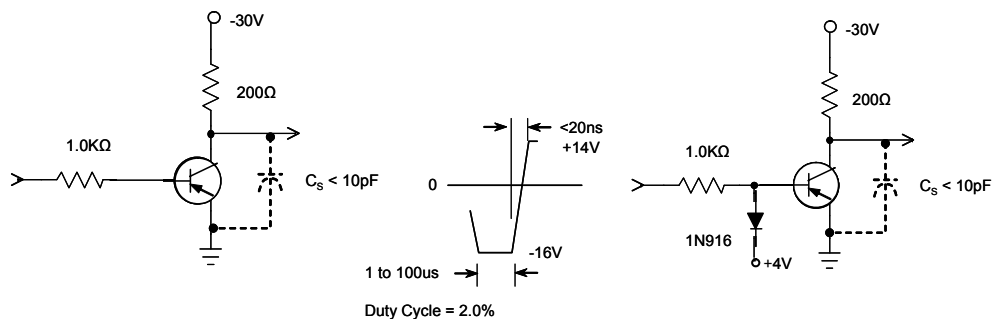 -30V
200Ω
1.0KΩ
C_S < 10pF
<20ns
+14V
0
-16V
1 to 100us
Duty Cycle = 2.0%
-30V
200Ω
1.0KΩ
C_S < 10pF
1N916
+4V